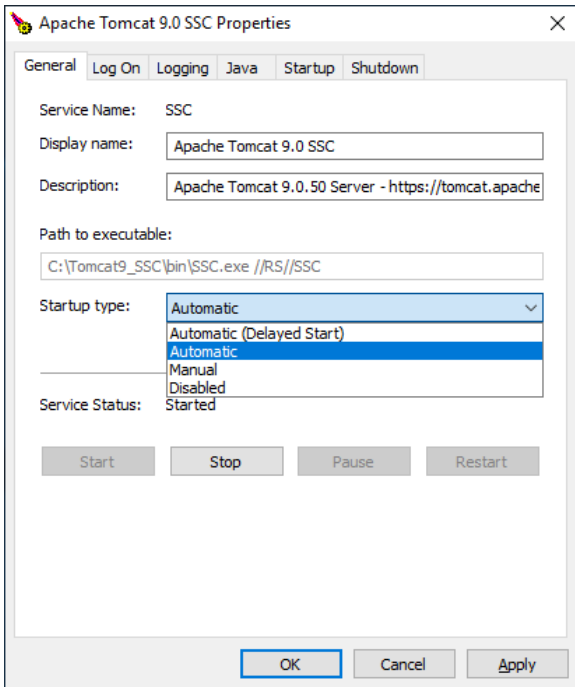 Apache Tomcat 9.0 SSC Properties
General Log On Logging Java Startup Shutdown
Service Name: SSC
Display name: Apache Tomcat 9.0 SSC
Description: Apache Tomcat 9.0.50 Server - https://tomcat.apache
Path to executable:
C:\Tomcat9_SSC\bin\SSC.exe //RS//SSC
Startup type: Automatic
Automatic (Delayed Start)
Automatic
Manual
Disabled
Service Status: Started
Start Stop Pause Restart
OK Cancel Apply